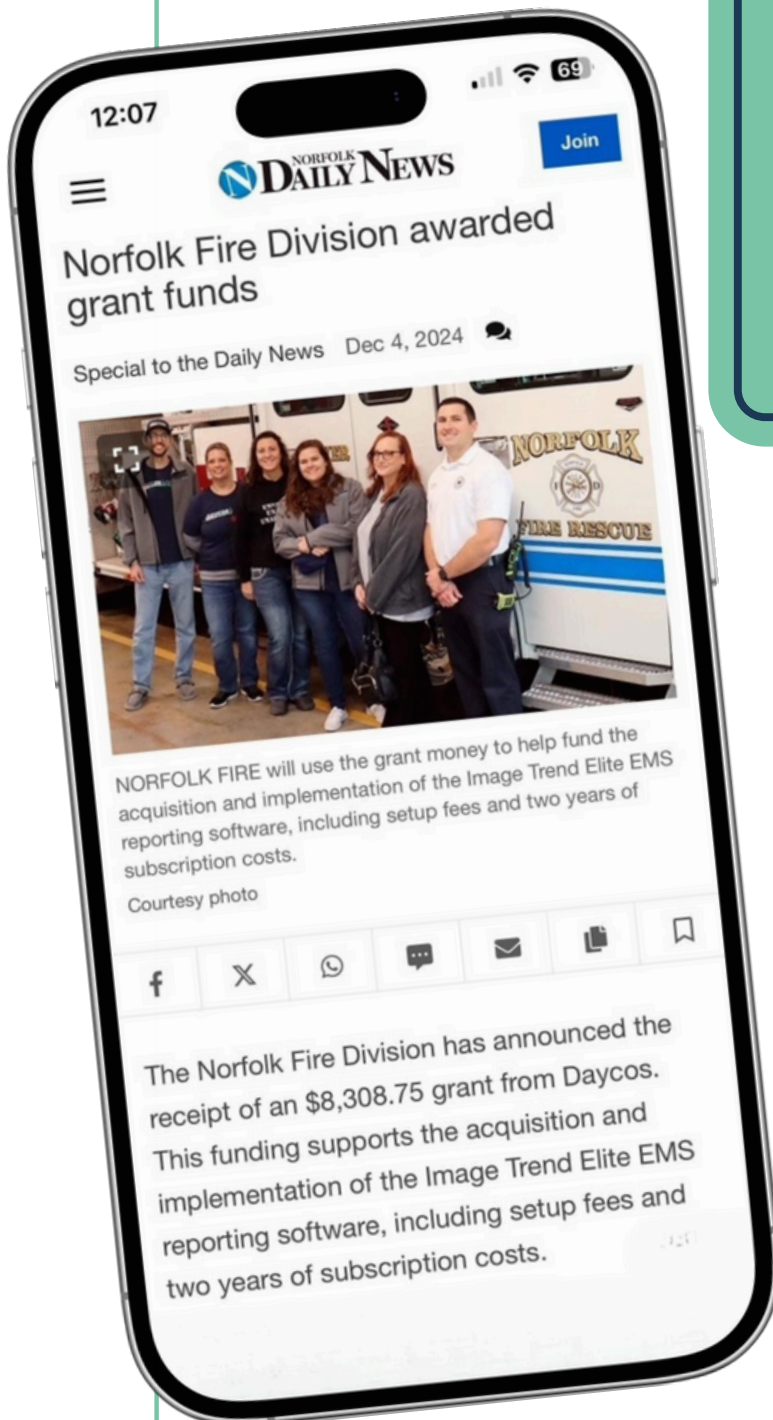 12:07
69
NORFOLK
DAILY NEWS
Join
Norfolk Fire Division awarded
grant funds
Special to the Daily News Dec 4, 2024
NORFOLK
F D
FIRE RESCUE
NORFOLK FIRE will use the grant money to help fund the
acquisition and implementation of the Image Trend Elite EMS
reporting software, including setup fees and two years of
subscription costs.
Courtesy photo
The Norfolk Fire Division has announced the
receipt of an $8,308.75 grant from Daycos.
This funding supports the acquisition and
implementation of the Image Trend Elite EMS
reporting software, including setup fees and
two years of subscription costs.